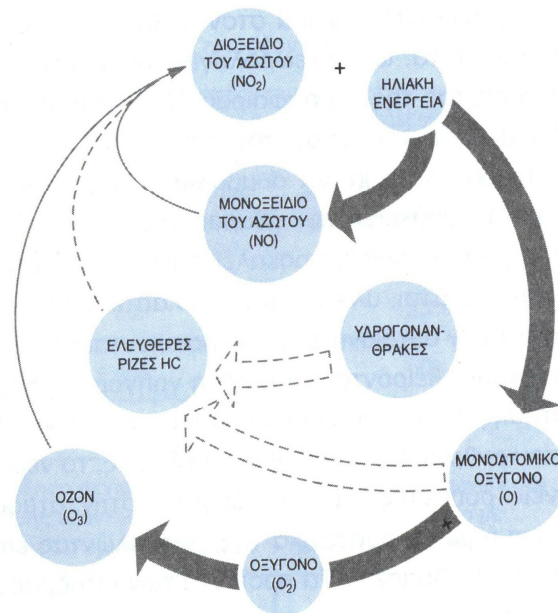 ΔΙΟΞΕΙΔΙΟ
ΤΟΥ ΑΖΩΤΟΥ
(NO₂)
+
ΗΛΙΑΚΗ
ΕΝΕΡΓΕΙΑ
ΜΟΝΟΞΕΙΔΙΟ
ΤΟΥ ΑΖΩΤΟΥ
(NO)
ΕΛΕΥΘΕΡΕΣ
ΡΙΖΕΣ HC
ΥΔΡΟΓΟΝΑΝ-
ΘΡΑΚΕΣ
ΜΟΝΟΑΤΟΜΙΚΟ
ΟΞΥΓΟΝΟ
(O)
+
ΟΖΟΝ
(O₃)
ΟΞΥΓΟΝΟ
(O₂)